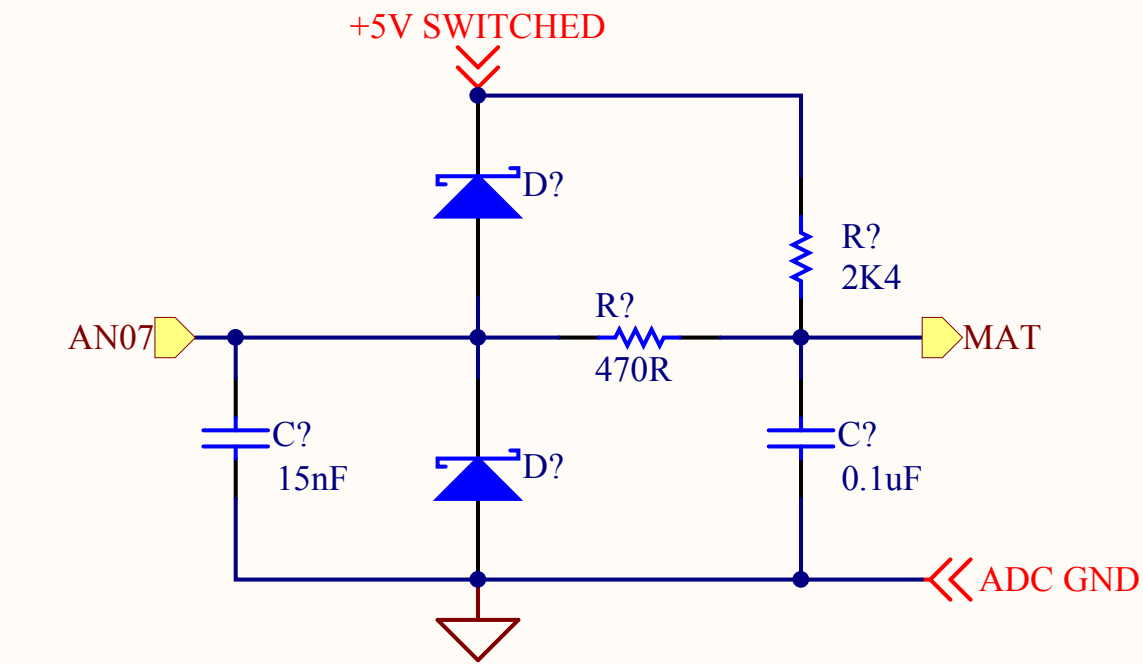 +5V SWITCHED
D?
R?
2K4
R?
AN07
MAT
470R
C?
15nF
D?
C?
0.1uF
ADC GND